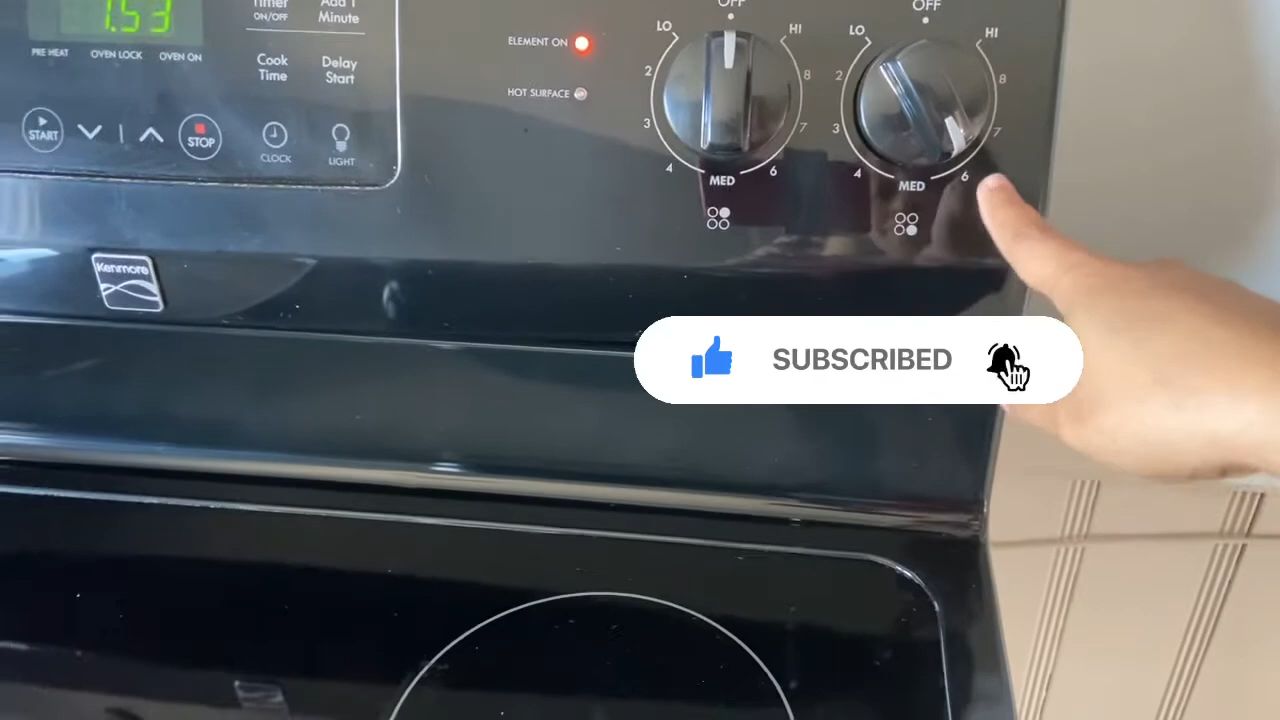 1:53
Timer
ON/OFF
Add 1
Minute
PRE HEAT
OVEN LOCK
OVEN ON
Cook
Time
Delay
Start
START
STOP
CLOCK
LIGHT
ELEMENT ON
HOT SURFACE
OFF
LO
HI
2
8
3
7
4
6
MED
OFF
LO
HI
2
8
3
7
4
6
MED
Kenmore
SUBSCRIBED